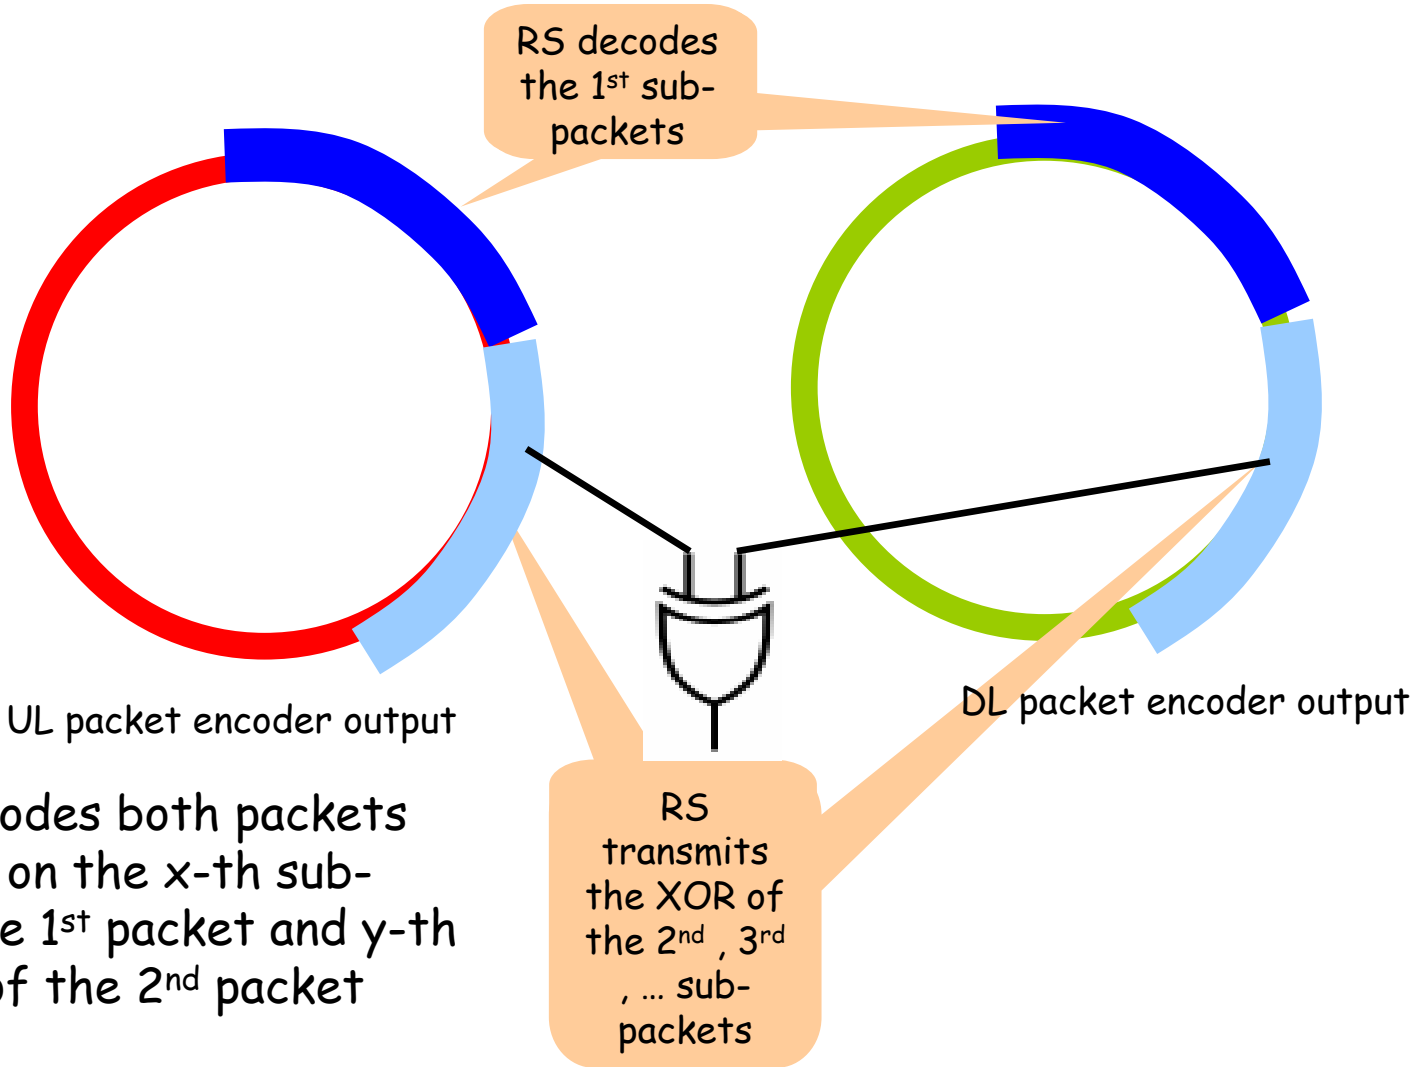 RS decodes
the 1st sub-
packets
UL packet encoder output
DL packet encoder output
odes both packets
on the x-th sub-
e 1st packet and y-th
of the 2nd packet
RS
transmits
the XOR of
the 2nd , 3rd
, ... sub-
packets